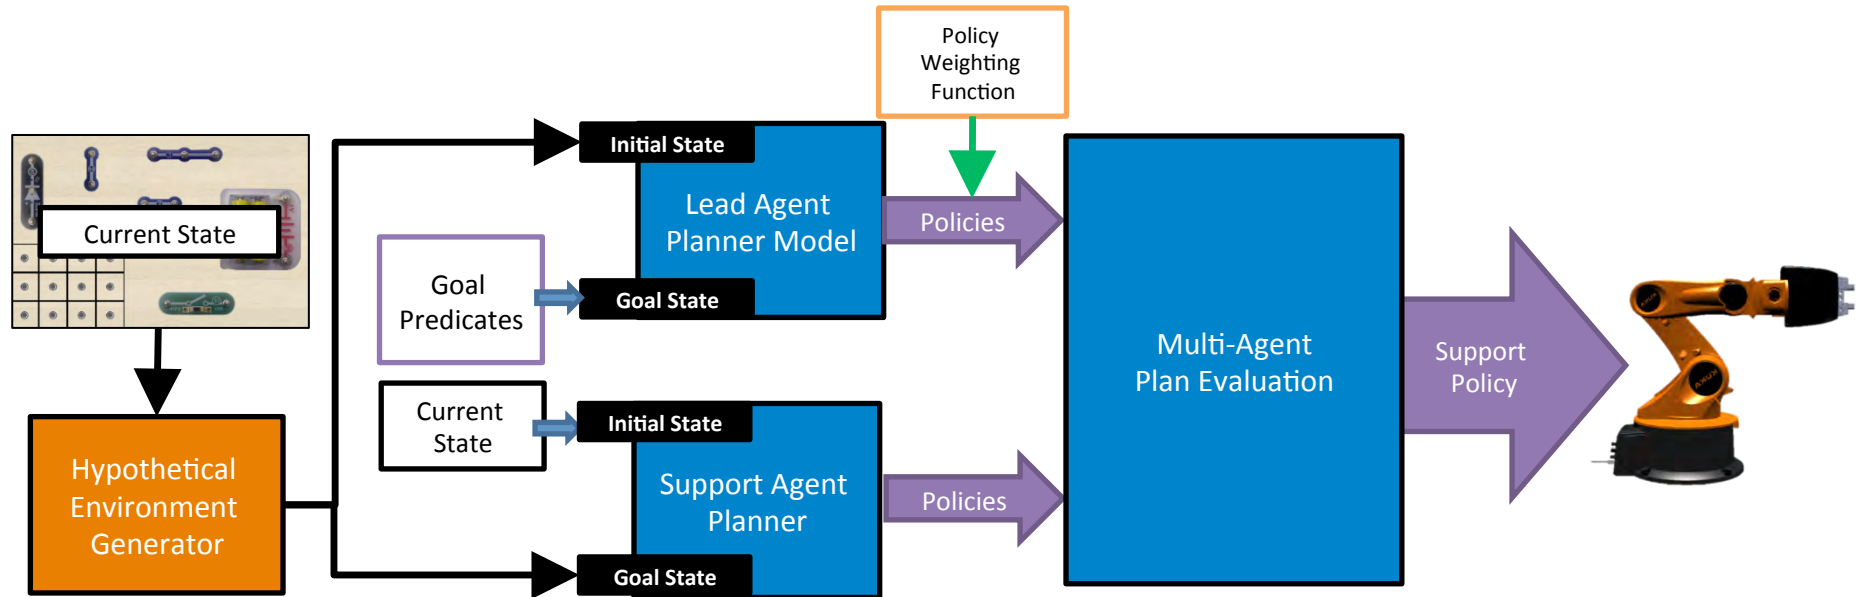 Policy
Weighting
Function
Initial State
Lead Agent
Planner Model
Goal State
Policies
Current State
Goal
Predicates
Current
State
Initial State
Support Agent
Planner
Goal State
Policies
Hypothetical
Environment
Generator
Multi-Agent
Plan Evaluation
Support
Policy
KUKA